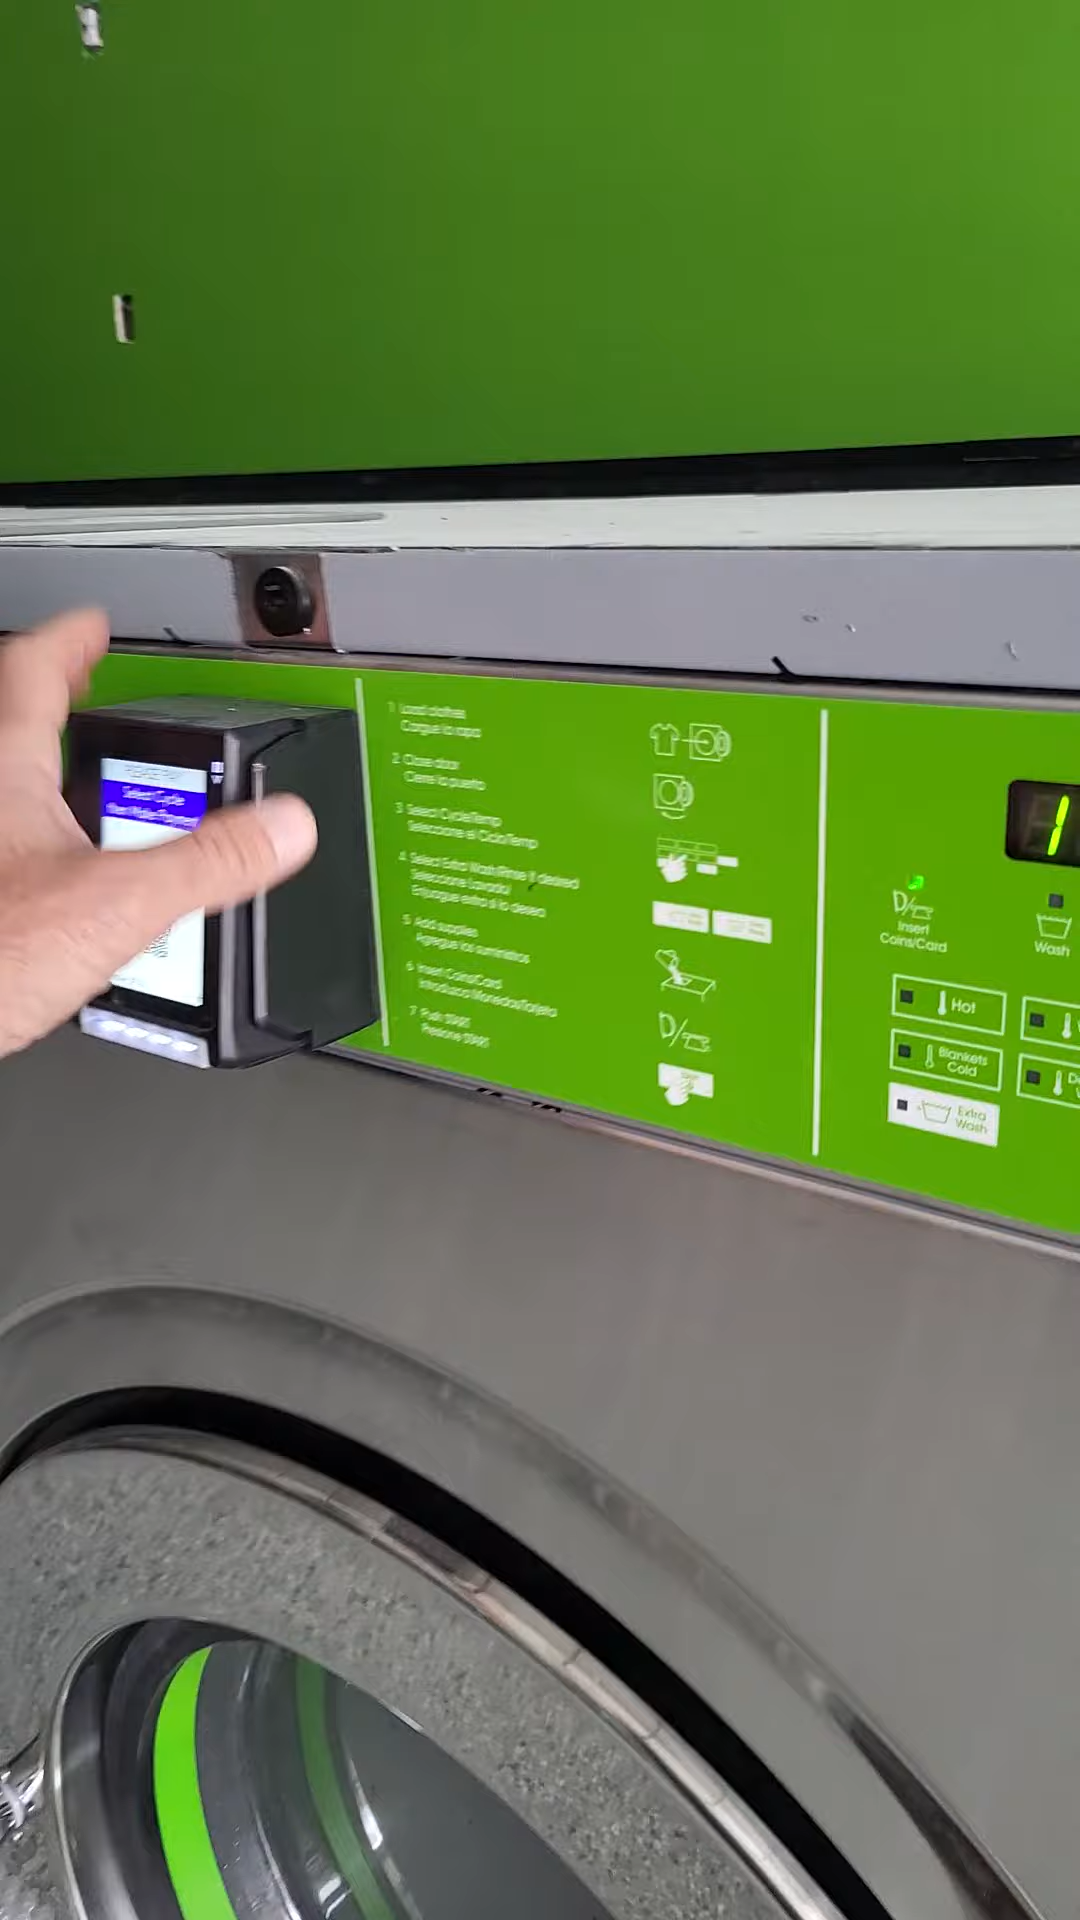 Select Cycle
1 Load clothes
Cargue la ropa
2 Close door
Cierre la puerta
3 Select Cycle/Temp
Seleccione el Ciclo/Temp
4 Select Extra Wash/Rinse if desired
Seleccione Lavado/
Enjuague extra si lo desea
5 Add supplies
Agregue los suministros
6 Insert Coins/Card
Introduzca Monedas/Tarjeta
7 Push START
Presione START
1
Insert
Coins/Card
Wash
Hot
Blankets
Cold
Extra
Wash